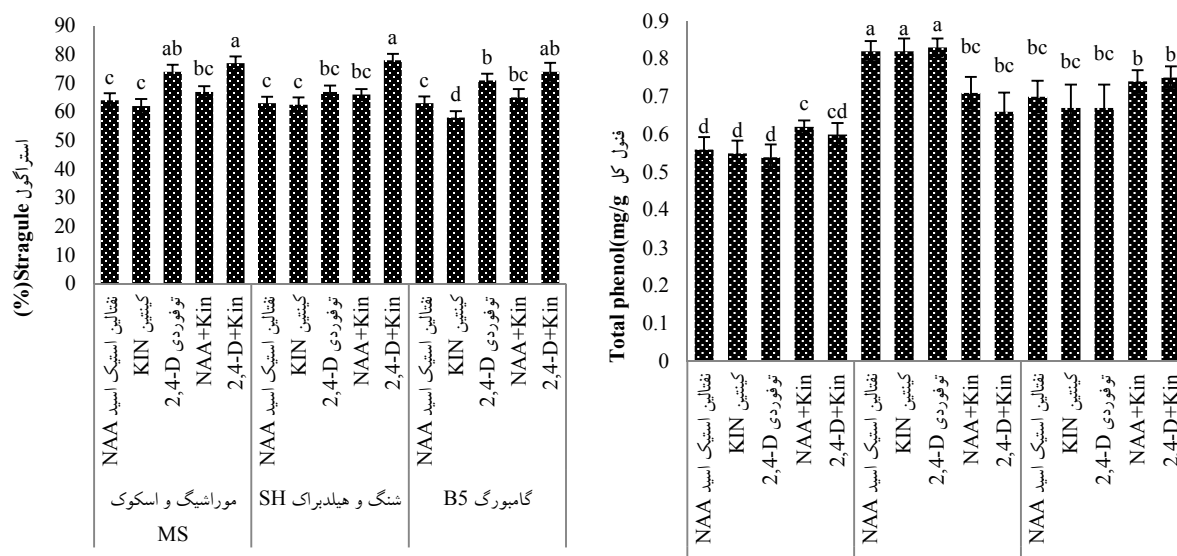 (%)Stragule استراگول
90
80
70
60
50
40
30
20
10
0
c
c
ab
bc
a
c
c
bc
bc
a
c
d
b
bc
ab
نفتالین استیک اسید NAA
کینتین KIN
توفوردی 2,4-D
NAA+Kin
2,4-D+Kin
نفتالین استیک اسید NAA
کینتین KIN
توفوردی 2,4-D
NAA+Kin
2,4-D+Kin
نفتالین استیک اسید NAA
کینتین KIN
توفوردی 2,4-D
NAA+Kin
2,4-D+Kin
موراشیگ و اسکوک
MS
شنگ و هیلدبراک SH
گامبورگ B5
Total phenol(mg/g فنول کل
0.9
0.8
0.7
0.6
0.5
0.4
0.3
0.2
0.1
0
d
d
d
c
cd
a
a
a
bc
bc
bc
bc
bc
b
b
نفتالین استیک اسید NAA
کینتین KIN
توفوردی 2,4-D
NAA+Kin
2,4-D+Kin
نفتالین استیک اسید NAA
کینتین KIN
توفوردی 2,4-D
NAA+Kin
2,4-D+Kin
نفتالین استیک اسید NAA
کینتین KIN
توفوردی 2,4-D
NAA+Kin
2,4-D+Kin